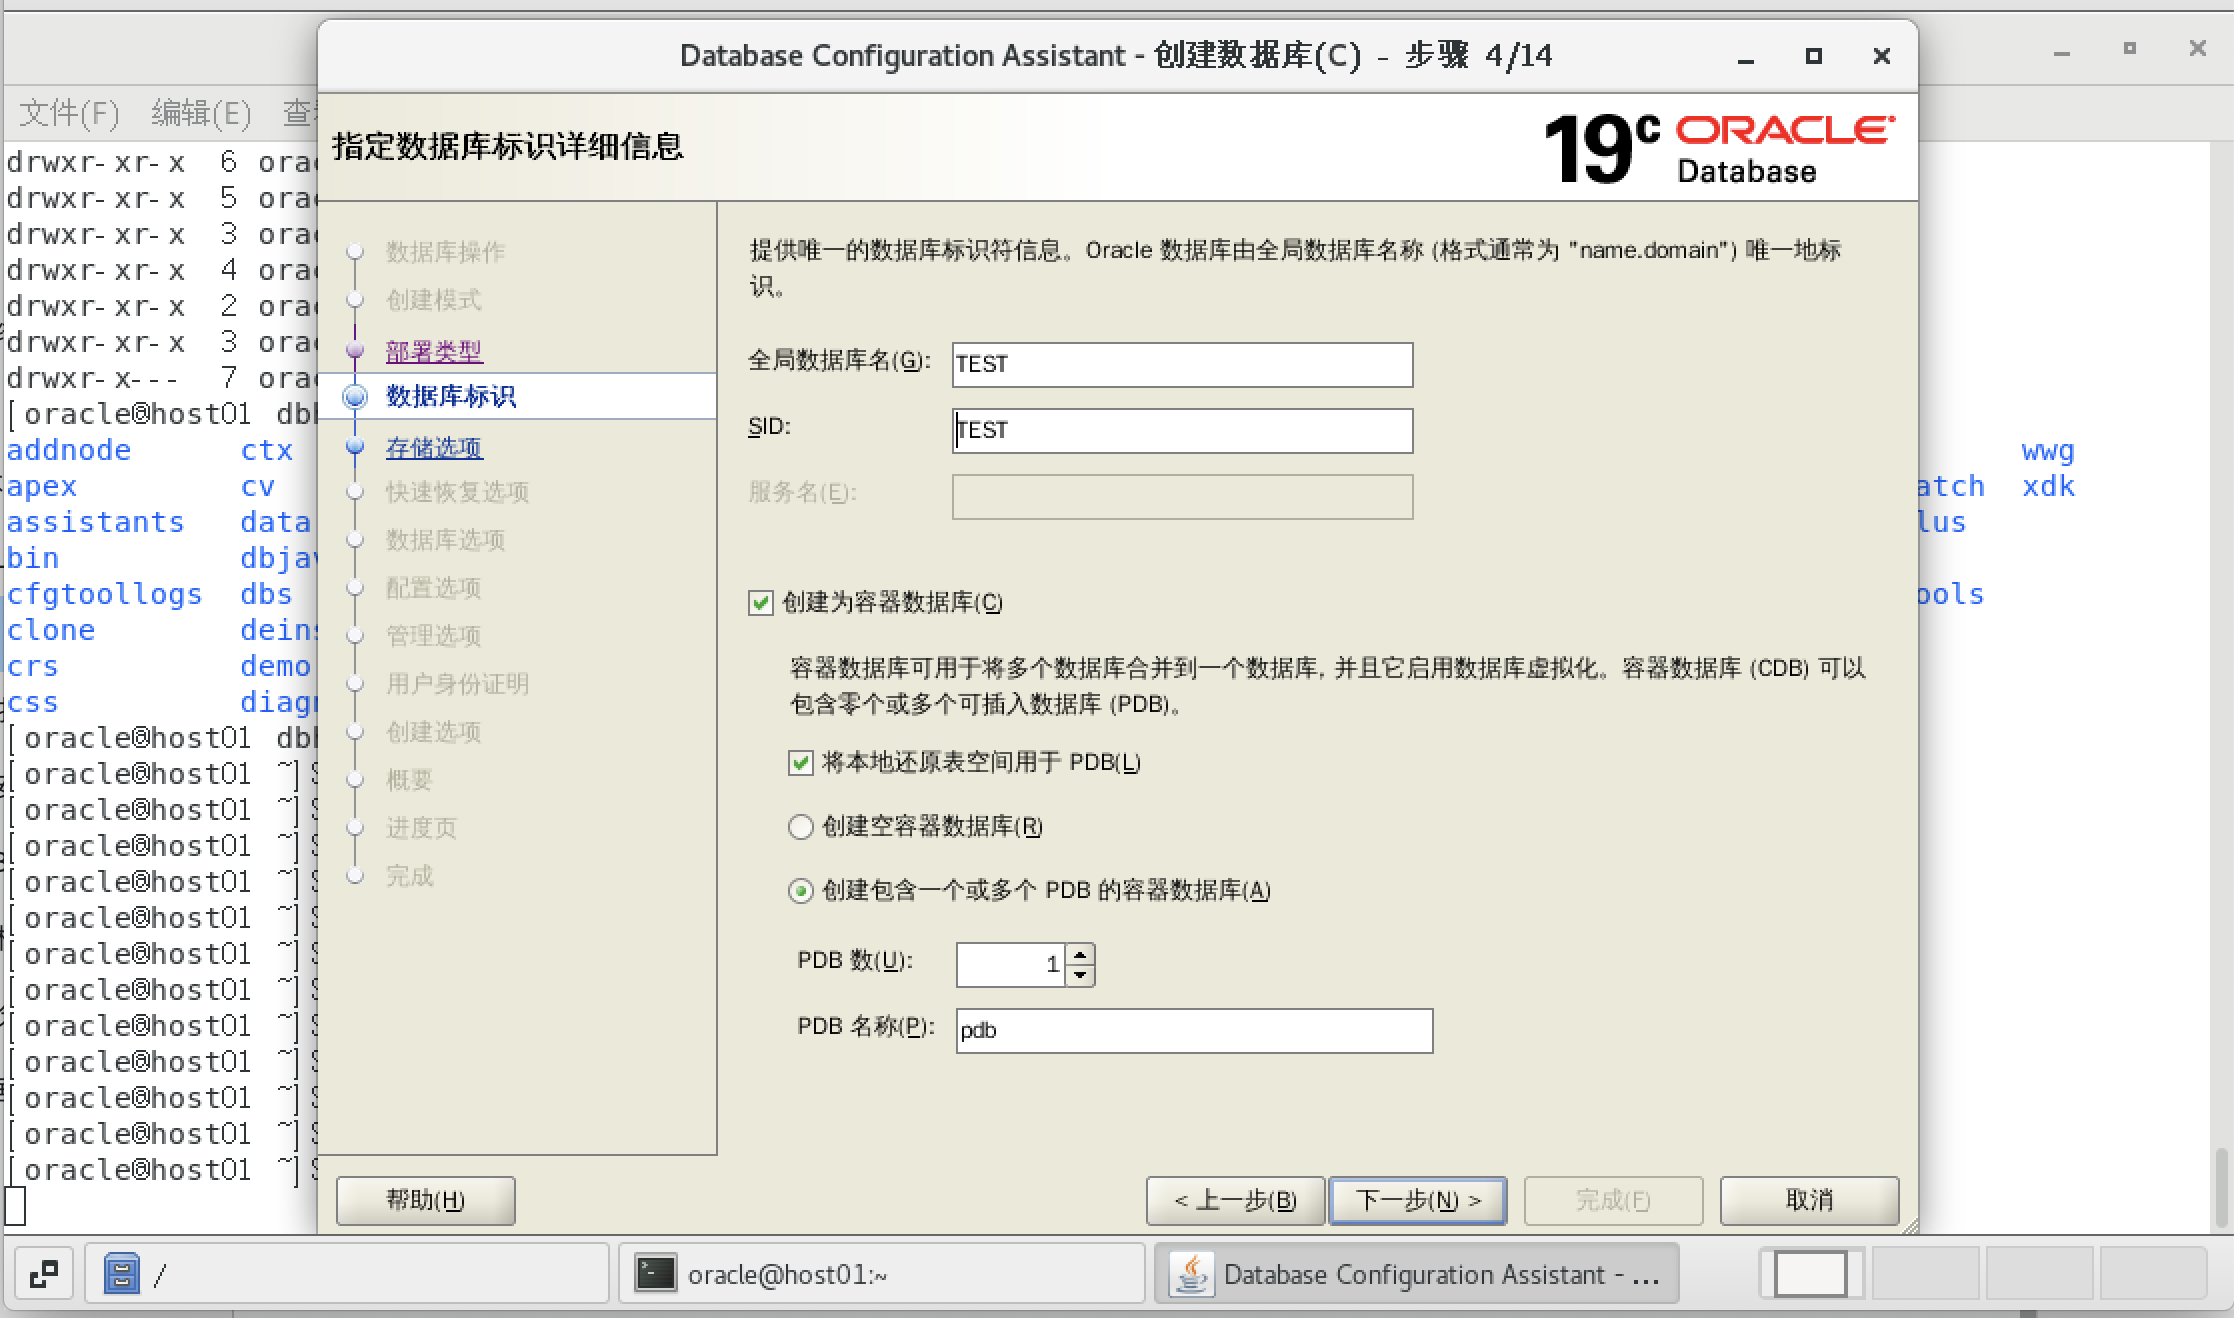 Database Configuration Assistant - 创建数据库(C) - 步骤 4/14
文件(F) 编辑(E) 查
指定数据库标识详细信息
19c ORACLE
Database
drwxr-xr-x 6 orac
drwxr-xr-x 5 orac
drwxr-xr-x 3 orac
drwxr-xr-x 4 orac
drwxr-xr-x 2 orac
drwxr-xr-x 3 orac
drwxr-x--- 7 orac
[oracle@host01 dbh
addnode ctx
apex cv
assistants data
bin dbjav
cfgtoollogs dbs
clone deins
crs demo
css diagn
[oracle@host01 dbh
[oracle@host01 ~]$
[oracle@host01 ~]$
[oracle@host01 ~]$
[oracle@host01 ~]$
[oracle@host01 ~]$
[oracle@host01 ~]$
[oracle@host01 ~]$
[oracle@host01 ~]$
[oracle@host01 ~]$
[oracle@host01 ~]$
[oracle@host01 ~]$
[oracle@host01 ~]$
数据库操作
创建模式
部署类型
数据库标识
存储选项
快速恢复选项
数据库选项
配置选项
管理选项
用户身份证明
创建选项
概要
进度页
完成
提供唯一的数据库标识符信息。Oracle 数据库由全局数据库名称 (格式通常为 "name.domain") 唯一地标
识。
全局数据库名(G): TEST
SID: TEST
服务名(E):
创建为容器数据库(C)
容器数据库可用于将多个数据库合并到一个数据库, 并且它启用数据库虚拟化。容器数据库 (CDB) 可以
包含零个或多个可插入数据库 (PDB)。
将本地还原表空间用于 PDB(L)
创建空容器数据库(R)
创建包含一个或多个 PDB 的容器数据库(A)
PDB 数(U): 1
PDB 名称(P): pdb
wwg
atch xdk
lus
ools
帮助(H) < 上一步(B) 下一步(N) > 完成(F) 取消
/ oracle@host01:~ Database Configuration Assistant - ...